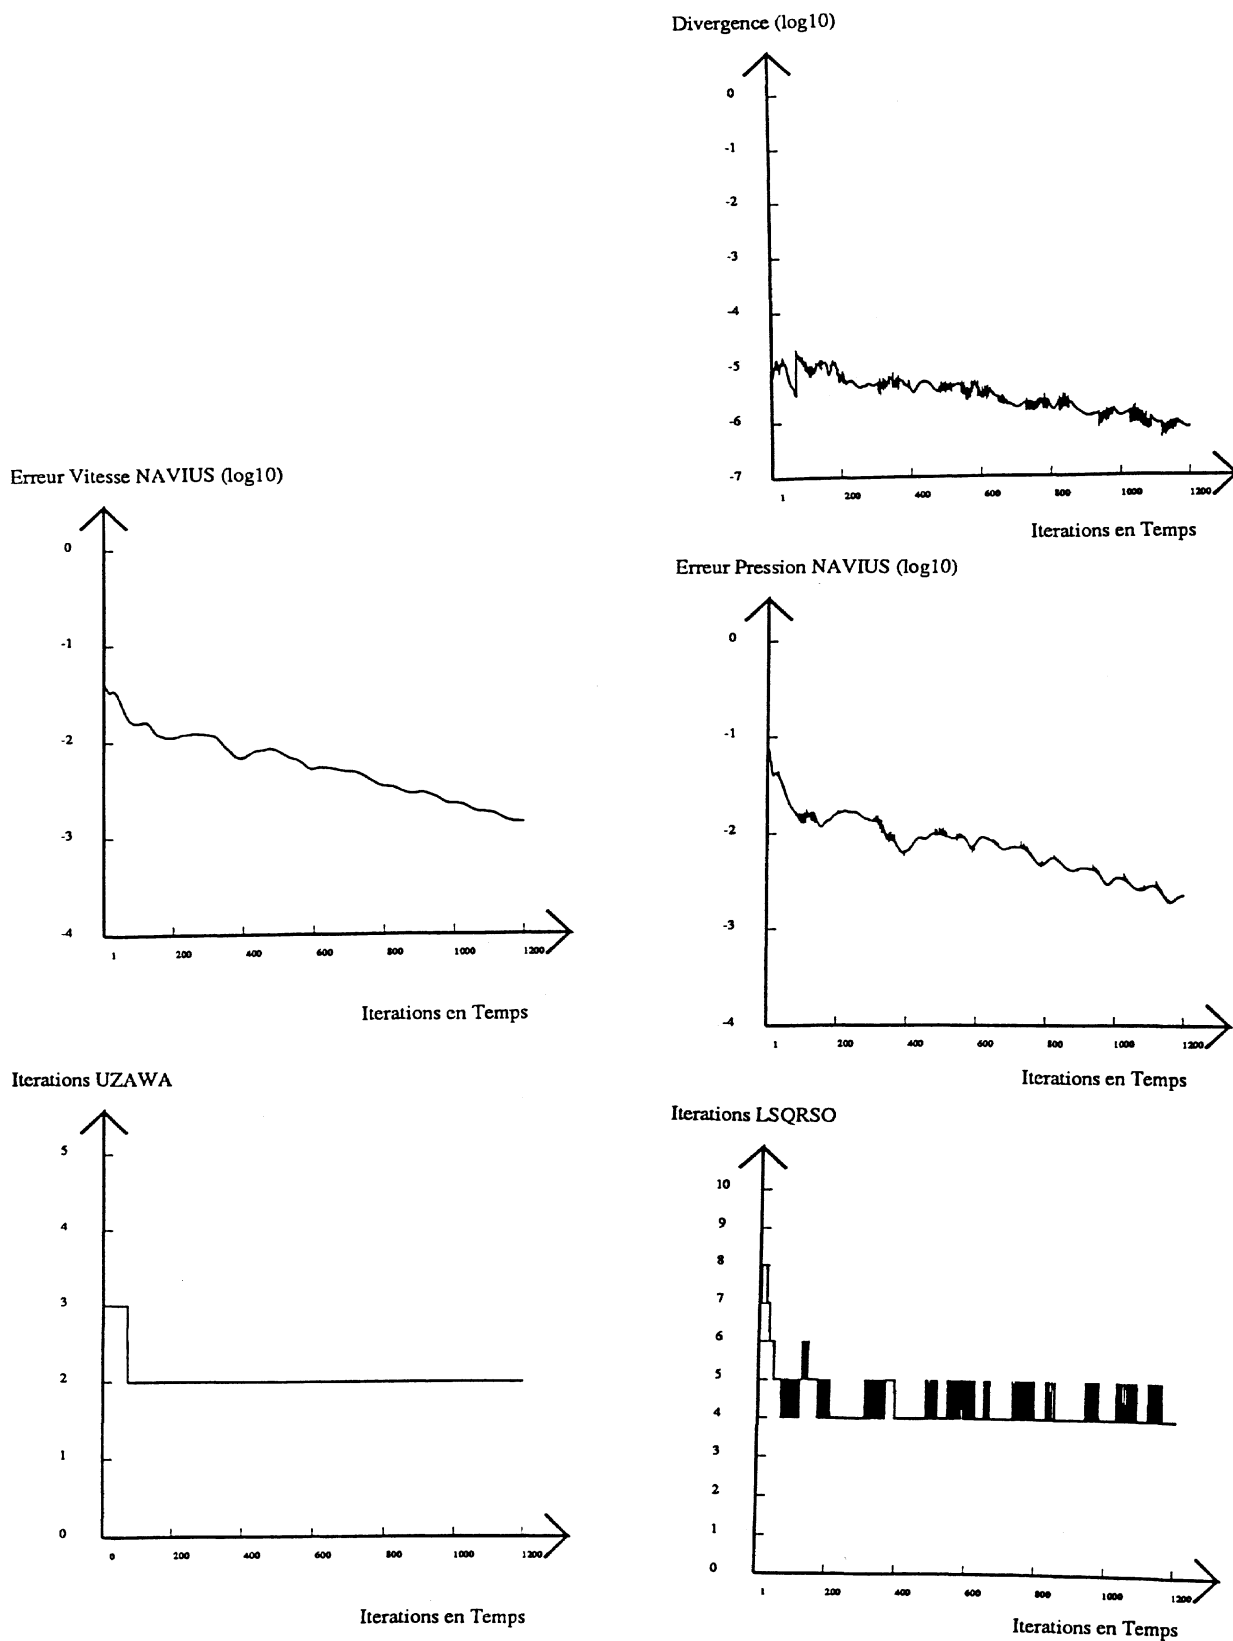 Divergence (log10)
0
-1
-2
-3
-4
-5
-6
-7
1 200 400 600 800 1000 1200
Iterations en Temps
Erreur Vitesse NAVIUS (log10)
0
-1
-2
-3
-4
1 200 400 600 800 1000 1200
Iterations en Temps
Erreur Pression NAVIUS (log10)
0
-1
-2
-3
-4
1 200 400 600 800 1000 1200
Iterations en Temps
Iterations UZAWA
5
4
3
2
1
0
0 200 400 600 800 1000 1200
Iterations en Temps
Iterations LSQRSO
10
9
8
7
6
5
4
3
2
1
0
1 200 400 600 800 1000 1200
Iterations en Temps